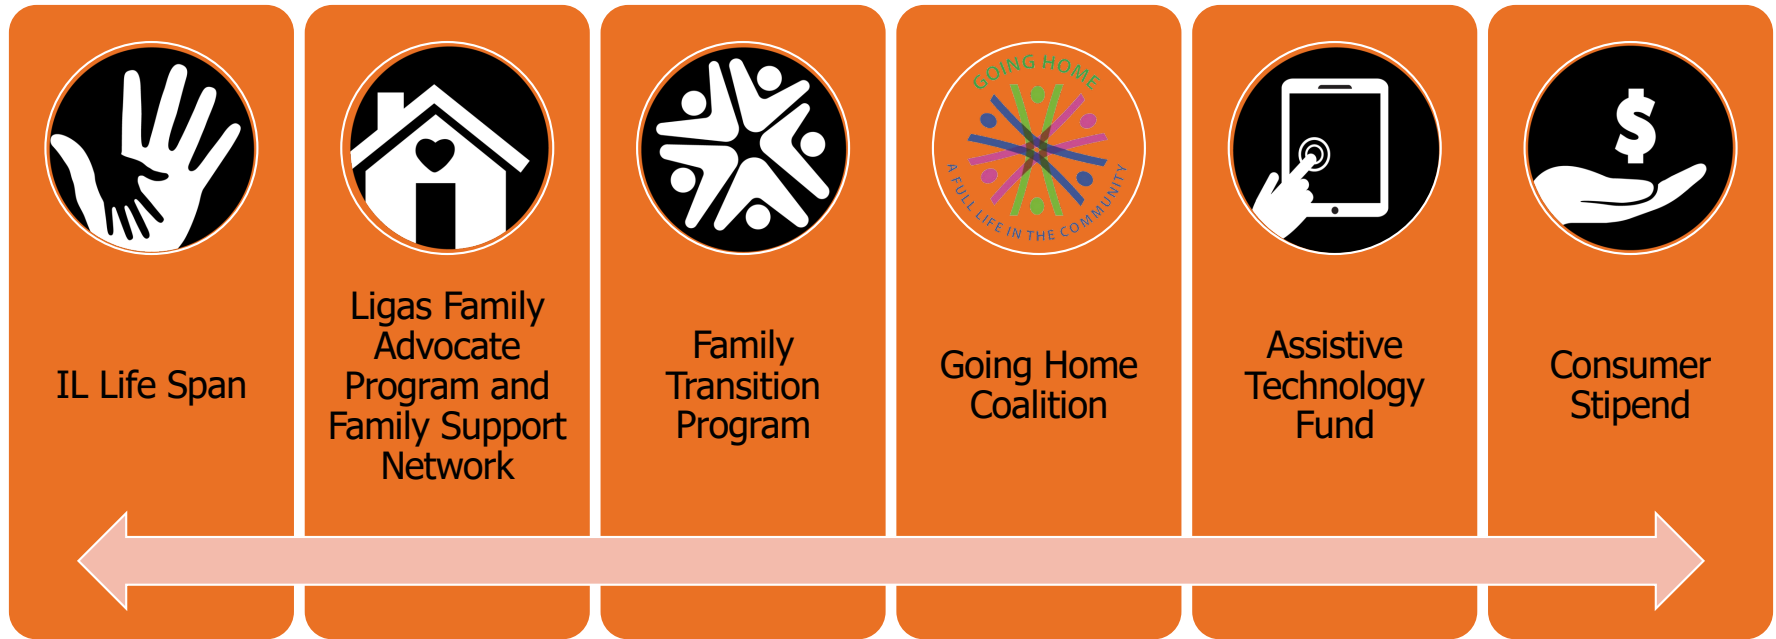 IL Life Span
Ligas Family
Advocate
Program and
Family Support
Network
Family
Transition
Program
GOING HOME
A FULL LIFE IN THE COMMUNITY
Going Home
Coalition
Assistive
Technology
Fund
$
Consumer
Stipend